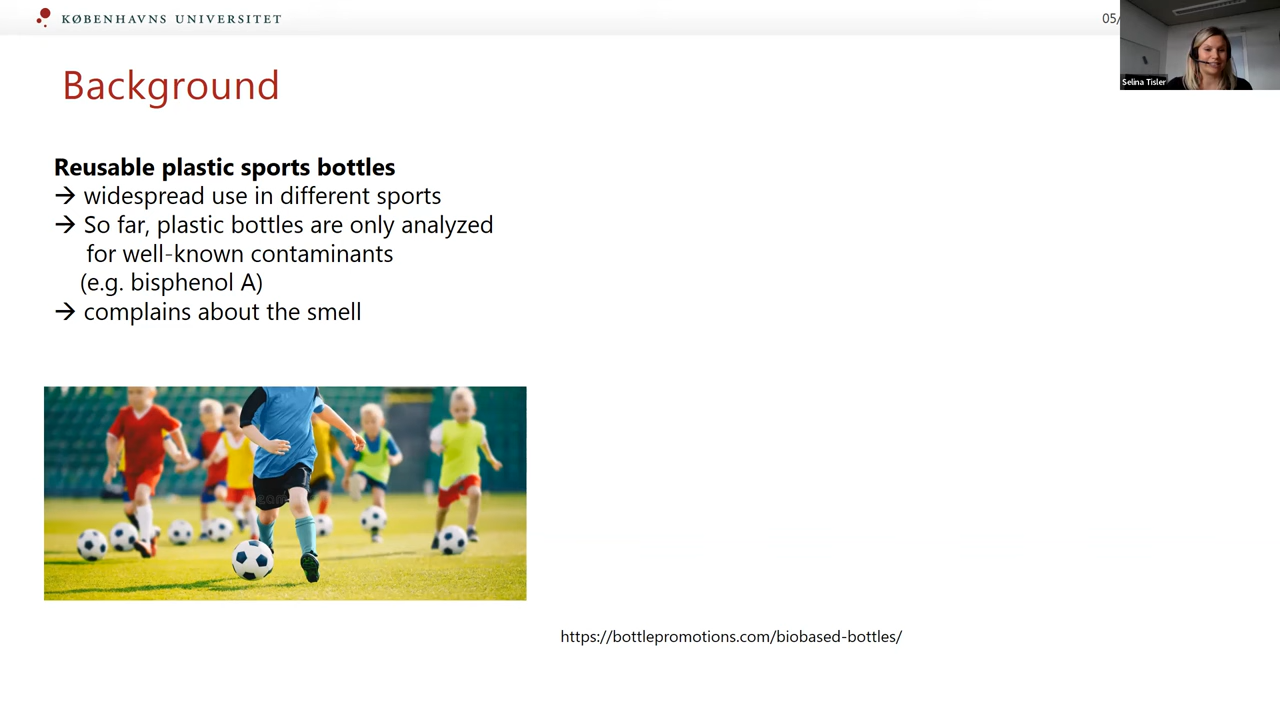 KØBENHAVNS UNIVERSITET
05/
Selina Tisler
Background
Reusable plastic sports bottles
→ widespread use in different sports
→ So far, plastic bottles are only analyzed
for well-known contaminants
(e.g. bisphenol A)
→ complains about the smell
https://bottlepromotions.com/biobased-bottles/